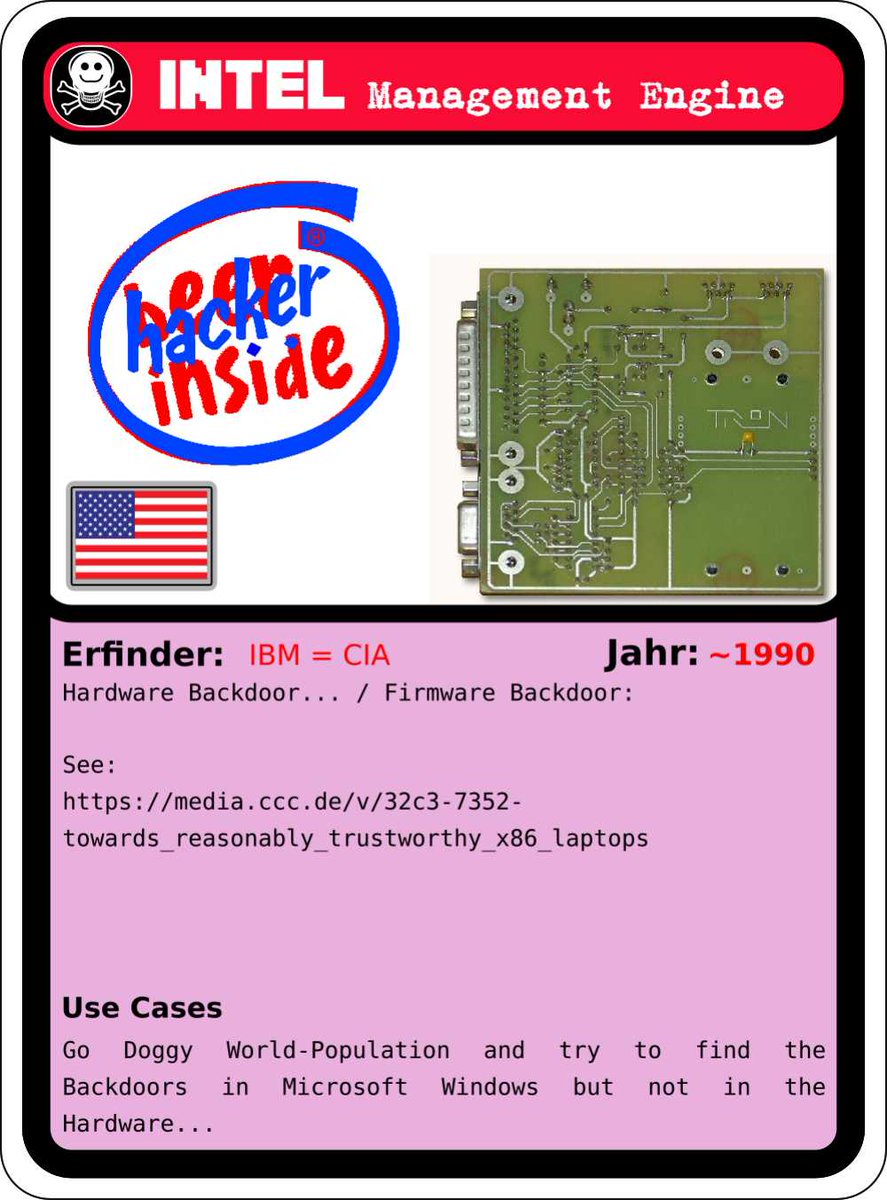 INTEL Management Engine
beer
hacker
inside
®
TRON
Erfinder: IBM = CIA Jahr: ~1990
Hardware Backdoor... / Firmware Backdoor:
See:
https://media.ccc.de/v/32c3-7352-
towards_reasonably_trustworthy_x86_laptops
Use Cases
Go Doggy World-Population and try to find the
Backdoors in Microsoft Windows but not in the
Hardware...